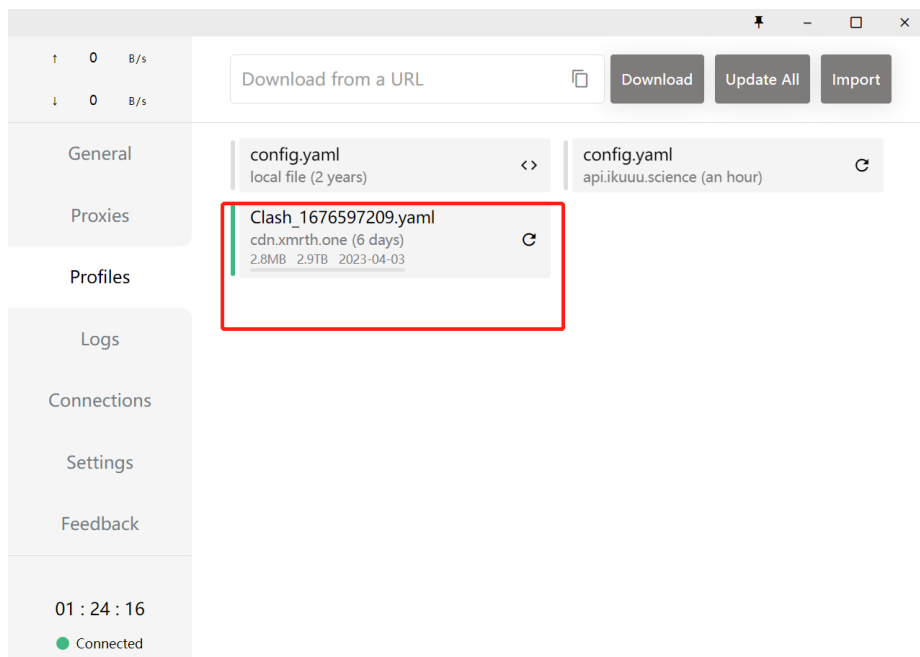 ↑ 0 B/s
↓ 0 B/s
General
Proxies
Profiles
Logs
Connections
Settings
Feedback
01 : 24 : 16
Connected
Download from a URL
Download
Update All
Import
config.yaml
local file (2 years)
config.yaml
api.ikuuu.science (an hour)
Clash_1676597209.yaml
cdn.xmrth.one (6 days)
2.8MB 2.9TB 2023-04-03